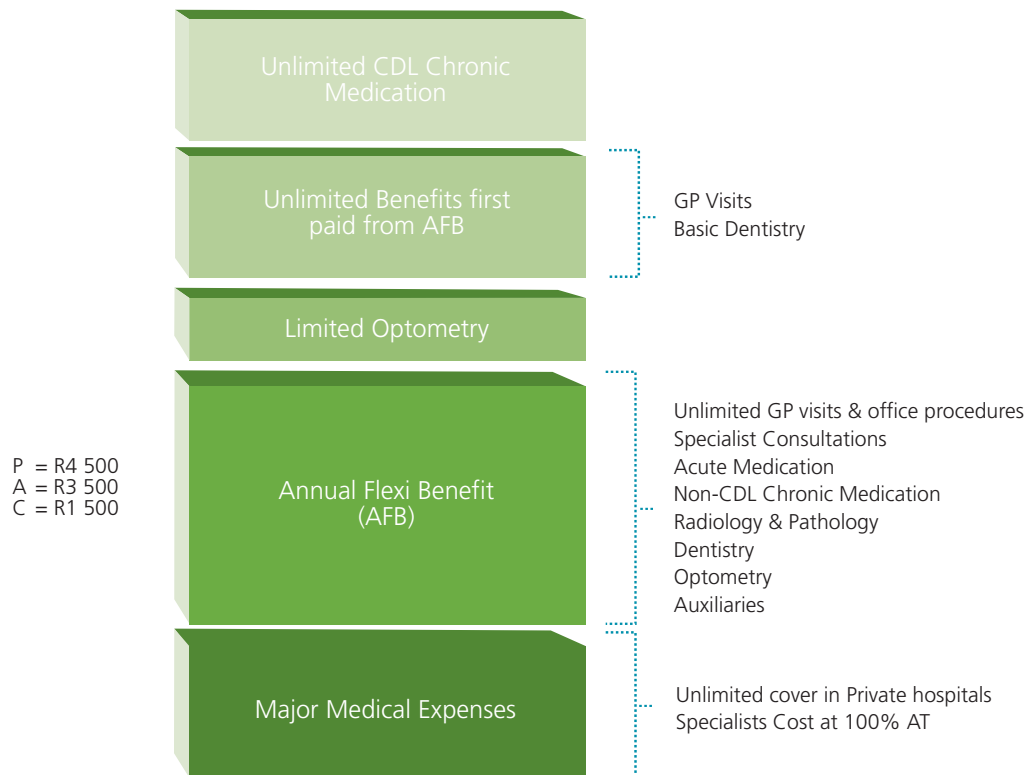 Unlimited CDL Chronic
Medication
Unlimited Benefits first
paid from AFB
GP Visits
Basic Dentistry
Limited Optometry
P = R4 500
A = R3 500
C = R1 500
Annual Flexi Benefit
(AFB)
Unlimited GP visits & office procedures
Specialist Consultations
Acute Medication
Non-CDL Chronic Medication
Radiology & Pathology
Dentistry
Optometry
Auxiliaries
Major Medical Expenses
Unlimited cover in Private hospitals
Specialists Cost at 100% AT